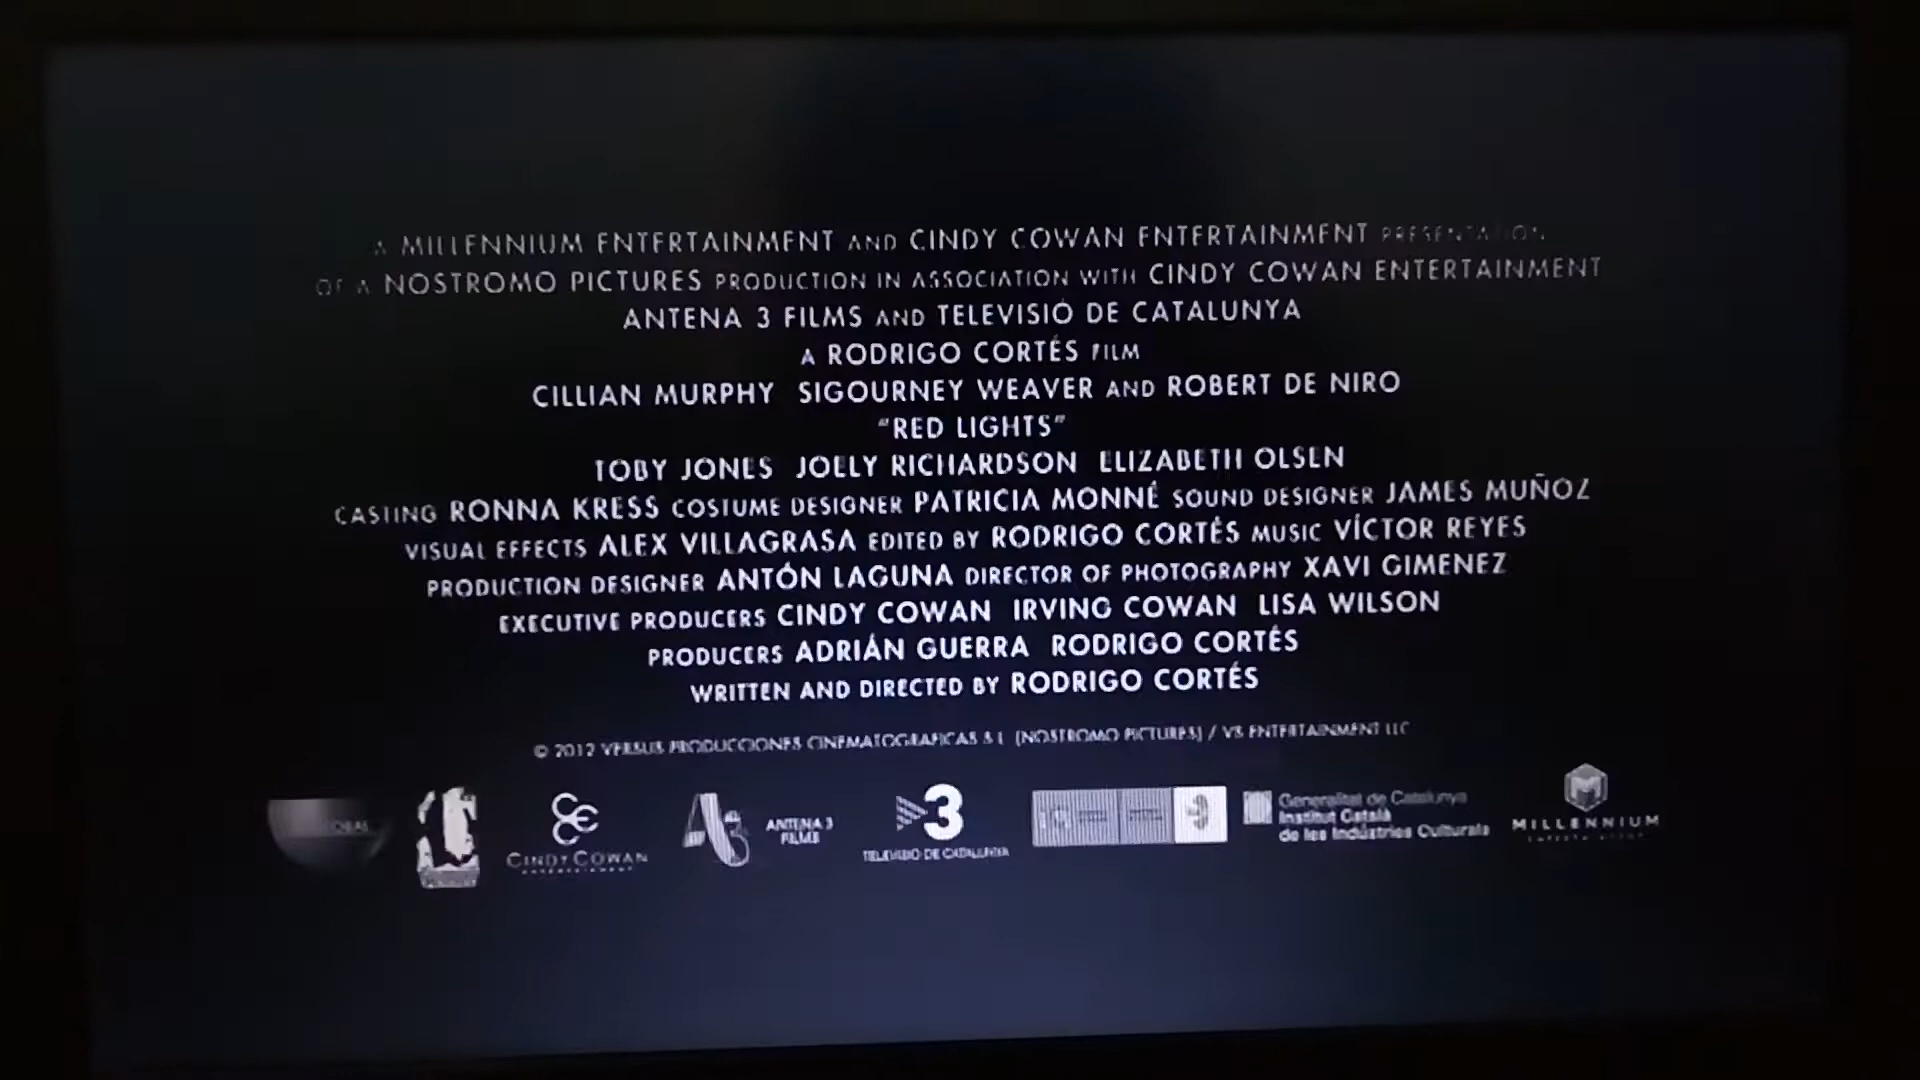 A MILLENNIUM ENTERTAINMENT AND CINDY COWAN ENTERTAINMENT PRESENTATION
OF A NOSTROMO PICTURES PRODUCTION IN ASSOCIATION WITH CINDY COWAN ENTERTAINMENT
ANTENA 3 FILMS AND TELEVISIÓ DE CATALUNYA
A RODRIGO CORTÉS FILM
CILLIAN MURPHY SIGOURNEY WEAVER AND ROBERT DE NIRO
"RED LIGHTS"
TOBY JONES JOELY RICHARDSON ELIZABETH OLSEN
CASTING RONNA KRESS COSTUME DESIGNER PATRICIA MONNÉ SOUND DESIGNER JAMES MUÑOZ
VISUAL EFFECTS ALEX VILLAGRASA EDITED BY RODRIGO CORTÉS MUSIC VÍCTOR REYES
PRODUCTION DESIGNER ANTÓN LAGUNA DIRECTOR OF PHOTOGRAPHY XAVI GIMENEZ
EXECUTIVE PRODUCERS CINDY COWAN IRVING COWAN LISA WILSON
PRODUCERS ADRIÁN GUERRA RODRIGO CORTÉS
WRITTEN AND DIRECTED BY RODRIGO CORTÉS
© 2012 VERSUS PRODUCCIONES CINEMATOGRAFICAS S.L. (NOSTROMO PICTURES) / VS ENTERTAINMENT LLC
CINDY COWAN
ENTERTAINMENT
A3
ANTENA 3
FILMS
3
TELEVISIÓ DE CATALUNYA
Generalitat de Catalunya
Institut Català
de les Indústries Culturals
MILLENNIUM